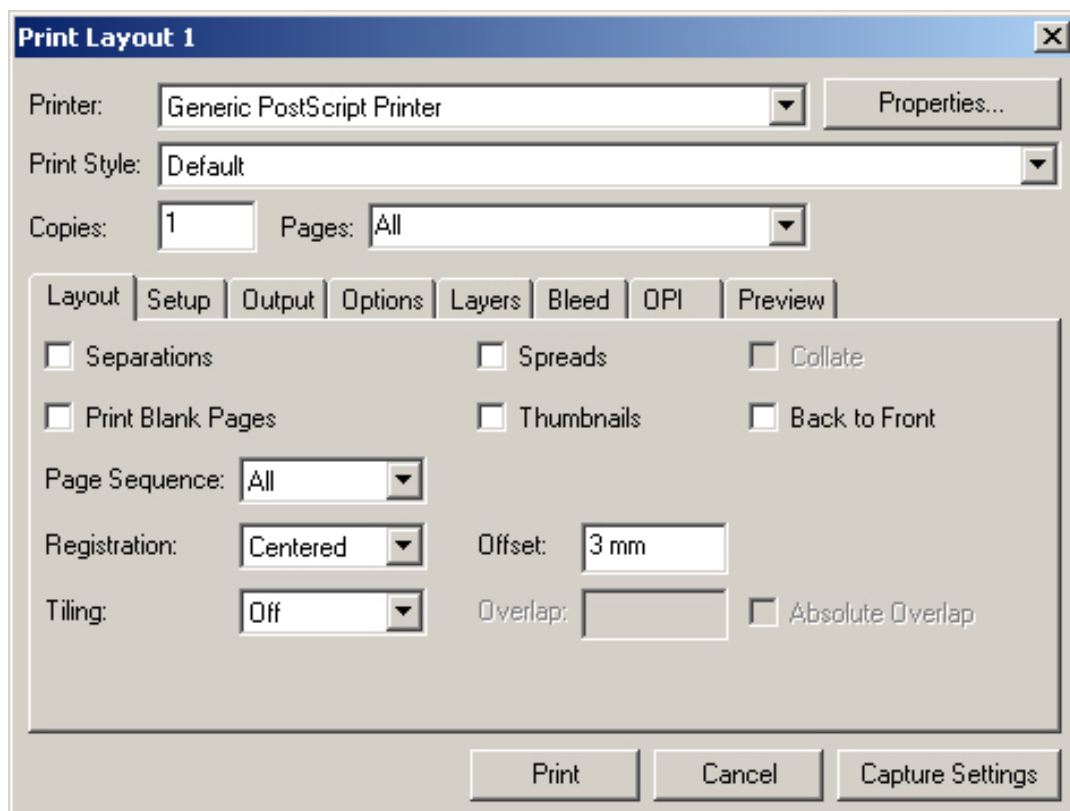 Print Layout 1
Printer: Generic PostScript Printer Properties...
Print Style: Default
Copies: 1 Pages: All
Layout Setup Output Options Layers Bleed OPI Preview
Separations Spreads Collate
Print Blank Pages Thumbnails Back to Front
Page Sequence: All
Registration: Centered Offset: 3 mm
Tiling: Off Overlap: Absolute Overlap
Print Cancel Capture Settings